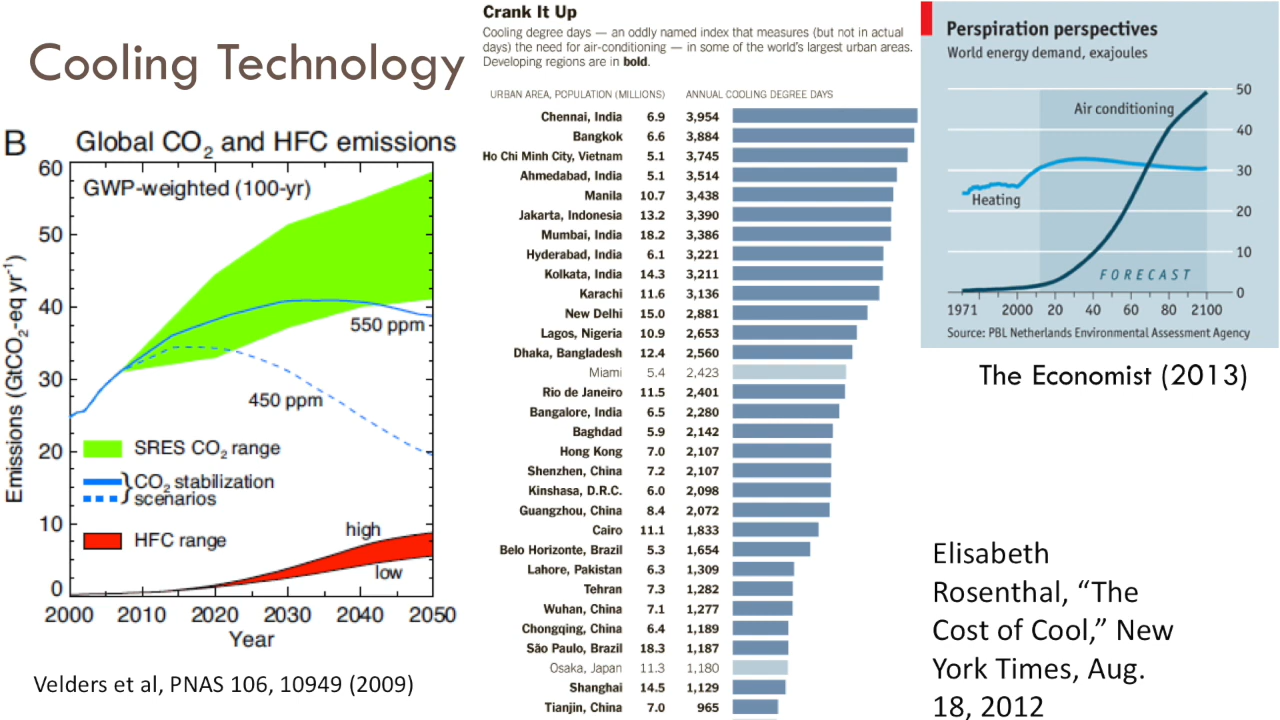 Cooling Technology
B
Global CO2 and HFC emissions
GWP-weighted (100-yr)
Emissions (GtCO2-eq yr-1)
60
50
40
30
20
10
0
550 ppm
450 ppm
SRES CO2 range
CO2 stabilization
scenarios
HFC range
high
low
2000 2010 2020 2030 2040 2050
Year
Velders et al, PNAS 106, 10949 (2009)
Crank It Up
Cooling degree days — an oddly named index that measures (but not in actual
days) the need for air-conditioning — in some of the world's largest urban areas.
Developing regions are in bold.
URBAN AREA, POPULATION (MILLIONS) ANNUAL COOLING DEGREE DAYS
Chennai, India 6.9 3,954
Bangkok 6.6 3,884
Ho Chi Minh City, Vietnam 5.1 3,745
Ahmedabad, India 5.1 3,514
Manila 10.7 3,438
Jakarta, Indonesia 13.2 3,390
Mumbai, India 18.2 3,386
Hyderabad, India 6.1 3,221
Kolkata, India 14.3 3,211
Karachi 11.6 3,136
New Delhi 15.0 2,881
Lagos, Nigeria 10.9 2,653
Dhaka, Bangladesh 12.4 2,560
Miami 5.4 2,423
Rio de Janeiro 11.5 2,401
Bangalore, India 6.5 2,280
Baghdad 5.9 2,142
Hong Kong 7.0 2,107
Shenzhen, China 7.2 2,107
Kinshasa, D.R.C. 6.0 2,098
Guangzhou, China 8.4 2,072
Cairo 11.1 1,833
Belo Horizonte, Brazil 5.3 1,654
Lahore, Pakistan 6.3 1,309
Tehran 7.3 1,282
Wuhan, China 7.1 1,277
Chongqing, China 6.4 1,189
São Paulo, Brazil 18.3 1,187
Osaka, Japan 11.3 1,180
Shanghai 14.5 1,129
Tianjin, China 7.0 965
Perspiration perspectives
World energy demand, exajoules
50
40
30
20
10
0
Air conditioning
Heating
FORECAST
1971 2000 20 40 60 80 2100
Source: PBL Netherlands Environmental Assessment Agency
The Economist (2013)
Elisabeth
Rosenthal, “The
Cost of Cool,” New
York Times, Aug.
18, 2012